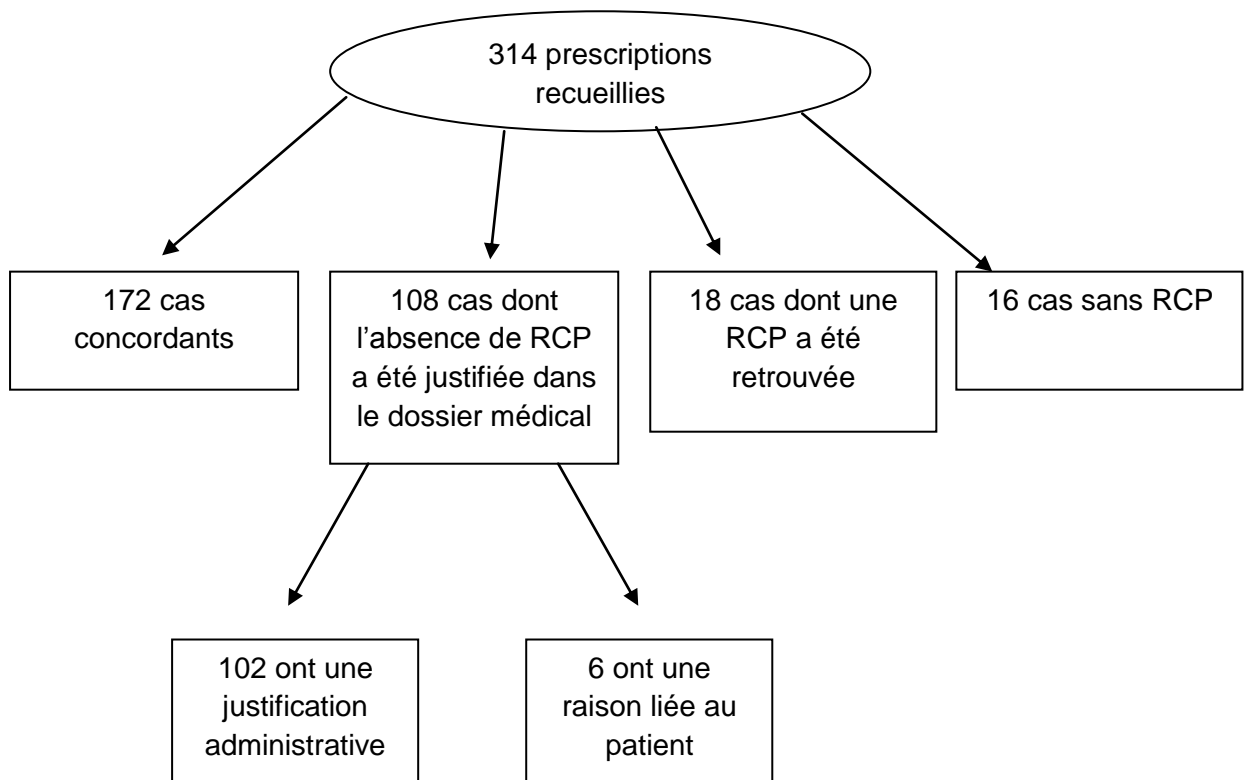 314 prescriptions
recueillies
172 cas
concordants
108 cas dont
l’absence de RCP
a été justifiée dans
le dossier médical
18 cas dont une
RCP a été
retrouvée
16 cas sans RCP
102 ont une
justification
administrative
6 ont une
raison liée au
patient